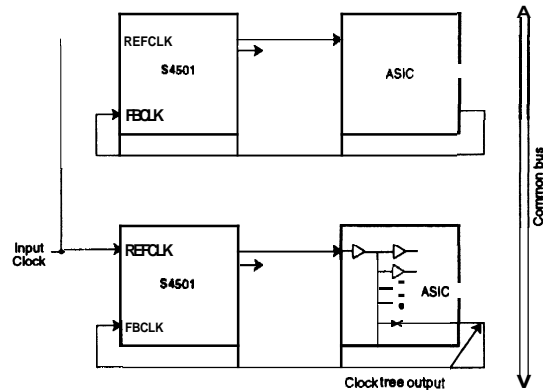 REFCLK
S4501
ASIC
FBCLK
Common bus
Input
Clock
REFCLK
S4501
ASIC
FBCLK
Clock tree output